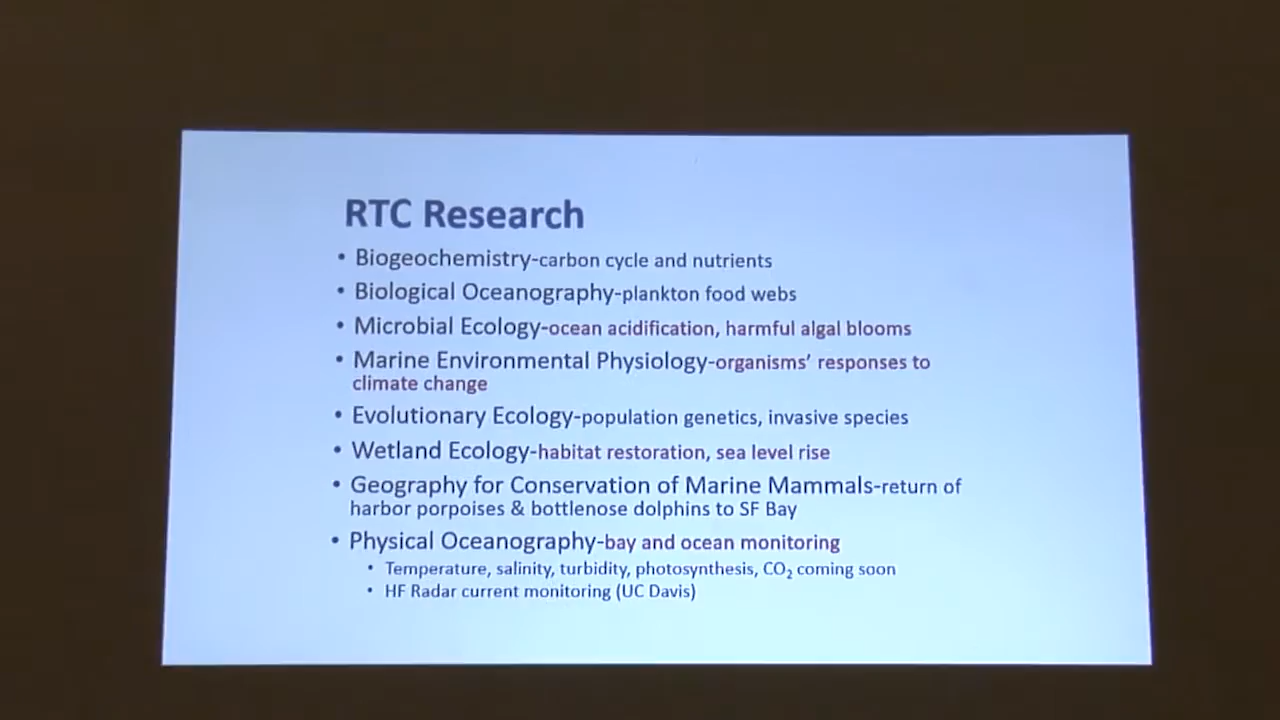 RTC Research
• Biogeochemistry-carbon cycle and nutrients
• Biological Oceanography-plankton food webs
• Microbial Ecology-ocean acidification, harmful algal blooms
• Marine Environmental Physiology-organisms’ responses to
climate change
• Evolutionary Ecology-population genetics, invasive species
• Wetland Ecology-habitat restoration, sea level rise
• Geography for Conservation of Marine Mammals-return of
harbor porpoises & bottlenose dolphins to SF Bay
• Physical Oceanography-bay and ocean monitoring
• Temperature, salinity, turbidity, photosynthesis, CO₂ coming soon
• HF Radar current monitoring (UC Davis)